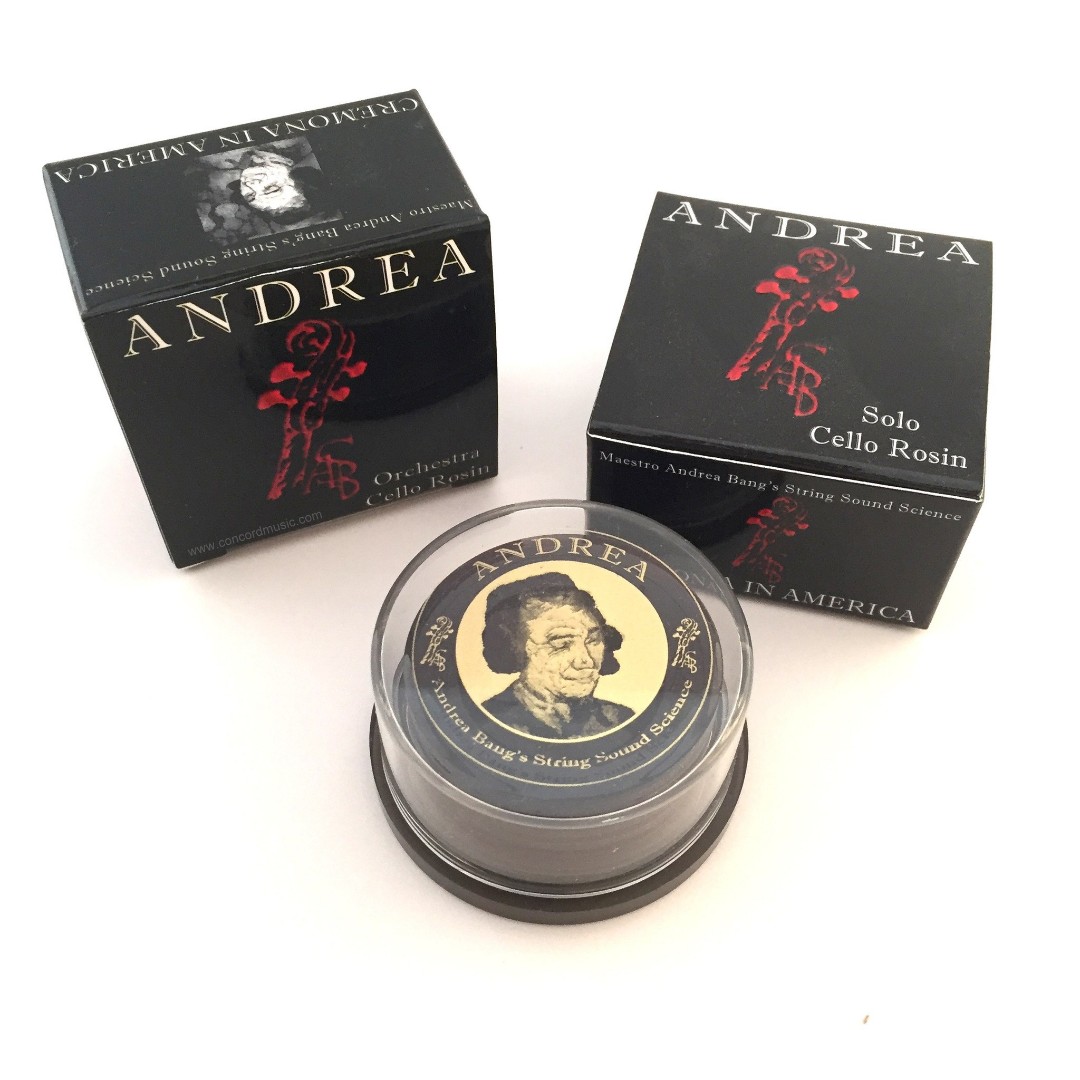 CREMONA IN AMERICA
Maestro Andrea Bang's String Sound Science
ANDREA
Orchestra
Cello Rosin
www.concordmusic.com
ANDREA
Solo
Cello Rosin
Maestro Andrea Bang's String Sound Science
IN AMERICA
ANDREA
Andrea Bang's String Sound Science